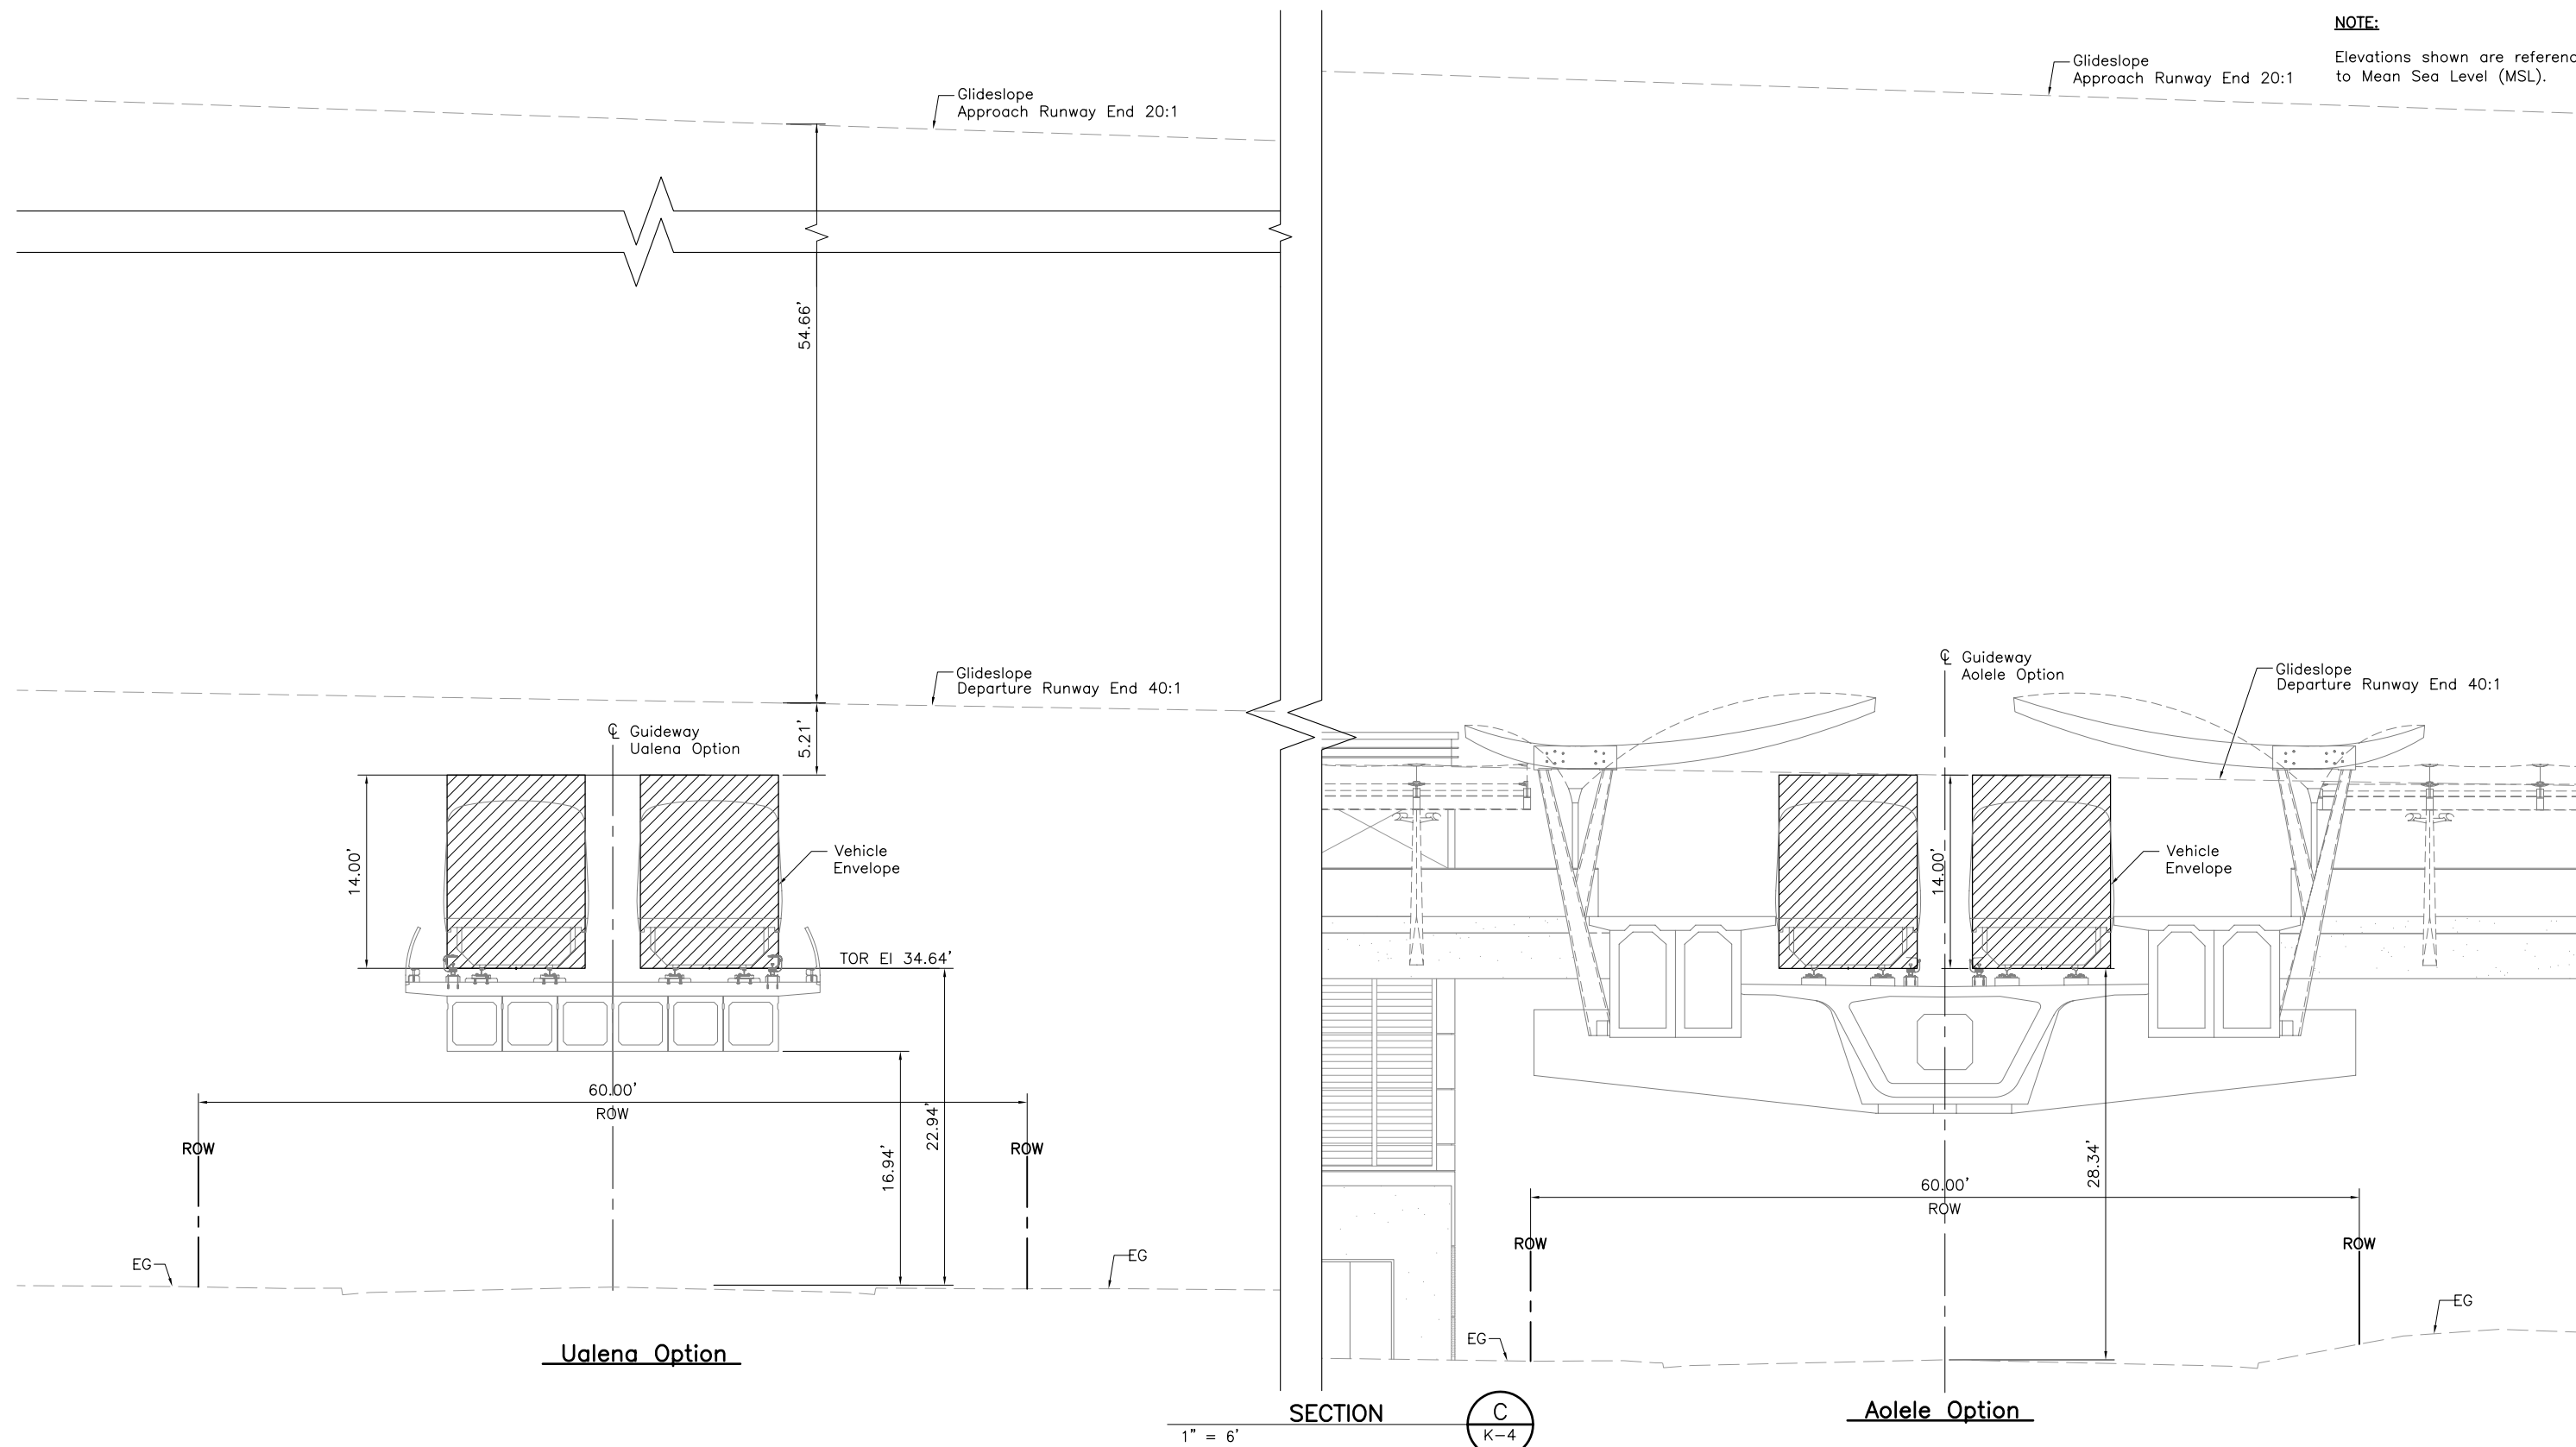 NOTE:
Elevations shown are referenc
to Mean Sea Level (MSL).
Glideslope
Approach Runway End 20:1
Glideslope
Approach Runway End 20:1
54.66'
Glideslope
Departure Runway End 40:1
5.21'
℄ Guideway
Ualena Option
14.00'
Vehicle
Envelope
TOR El 34.64'
60.00'
ROW
ROW
ROW
16.94'
22.94'
EG
EG
Ualena Option
℄ Guideway
Aolele Option
Glideslope
Departure Runway End 40:1
14.00'
Vehicle
Envelope
28.34'
60.00'
ROW
ROW
ROW
EG
EG
Aolele Option
SECTION
1" = 6'
C
K-4